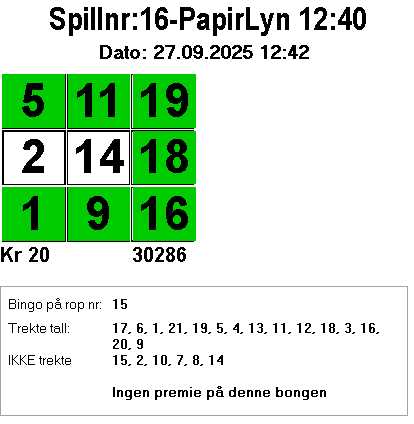 Spillnr:16-PapirLyn 12:40
Dato: 27.09.2025 12:42
5 11 19
2 14 18
1 9 16
Kr 20 30286
Bingo på rop nr: 15
Trekte tall: 17, 6, 1, 21, 19, 5, 4, 13, 11, 12, 18, 3, 16,
20, 9
IKKE trekte 15, 2, 10, 7, 8, 14
Ingen premie på denne bongen